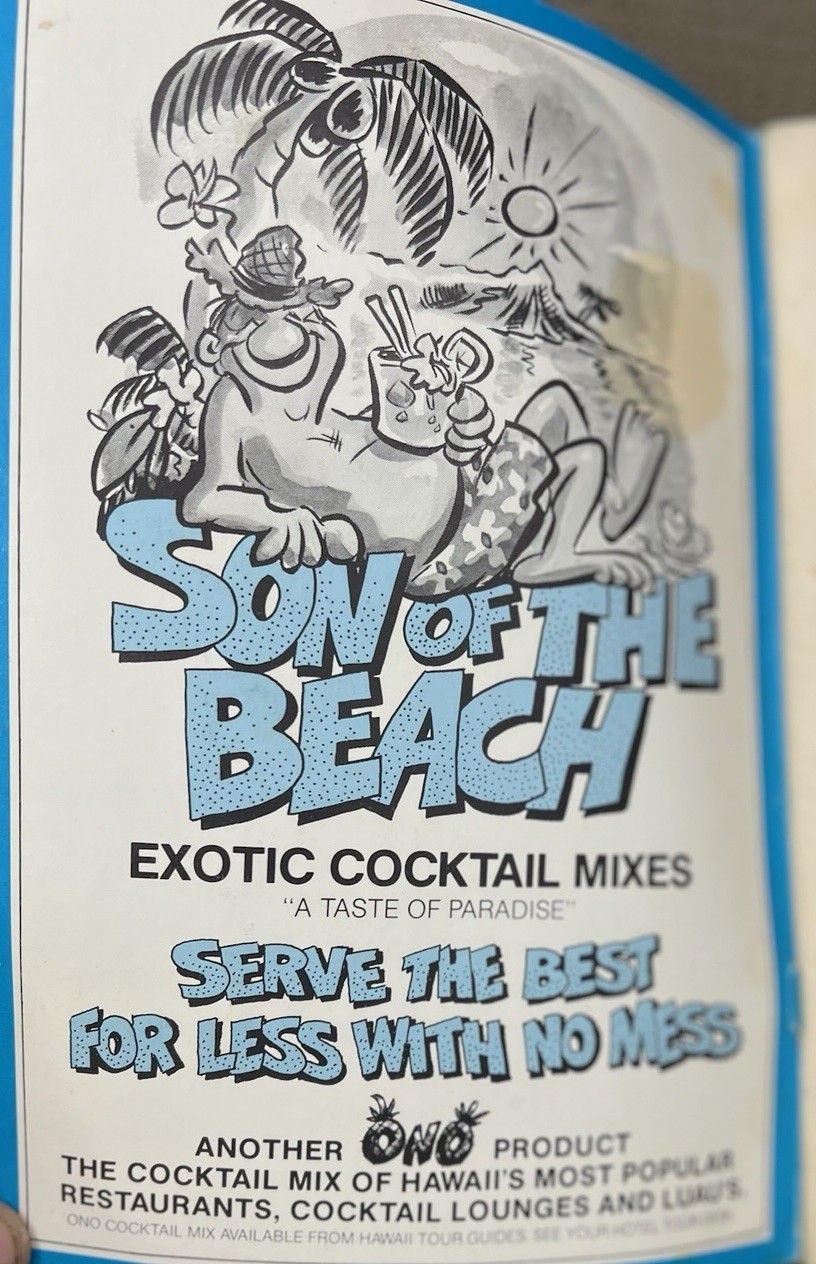 SON OF THE
BEACH
EXOTIC COCKTAIL MIXES
"A TASTE OF PARADISE"
SERVE THE BEST
FOR LESS WITH NO MESS
ANOTHER ONO PRODUCT
THE COCKTAIL MIX OF HAWAII'S MOST POPULAR
RESTAURANTS, COCKTAIL LOUNGES AND LUAU'S.
ONO COCKTAIL MIX AVAILABLE FROM HAWAII TOUR GUIDES. SEE YOUR HOTEL TOUR DESK